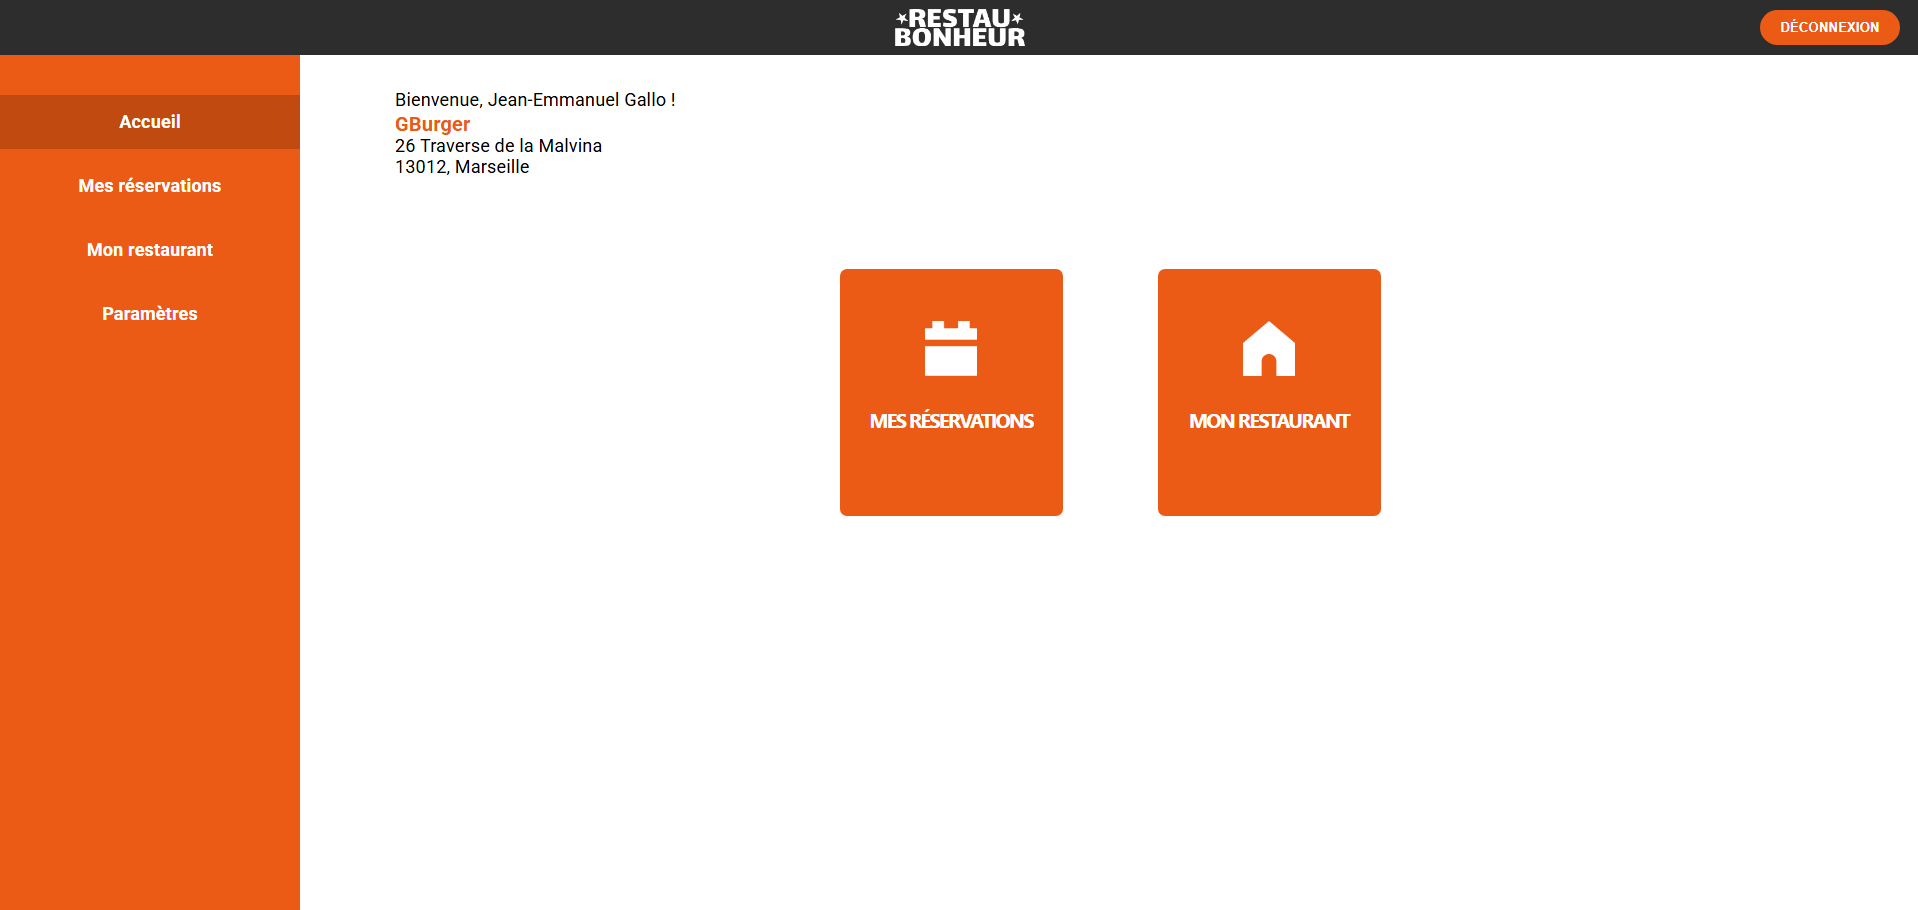 RESTAU
BONHEUR
DÉCONNEXION
Accueil
Mes réservations
Mon restaurant
Paramètres
Bienvenue, Jean-Emmanuel Gallo !
GBurger
26 Traverse de la Malvina
13012, Marseille
MES RÉSERVATIONS
MON RESTAURANT